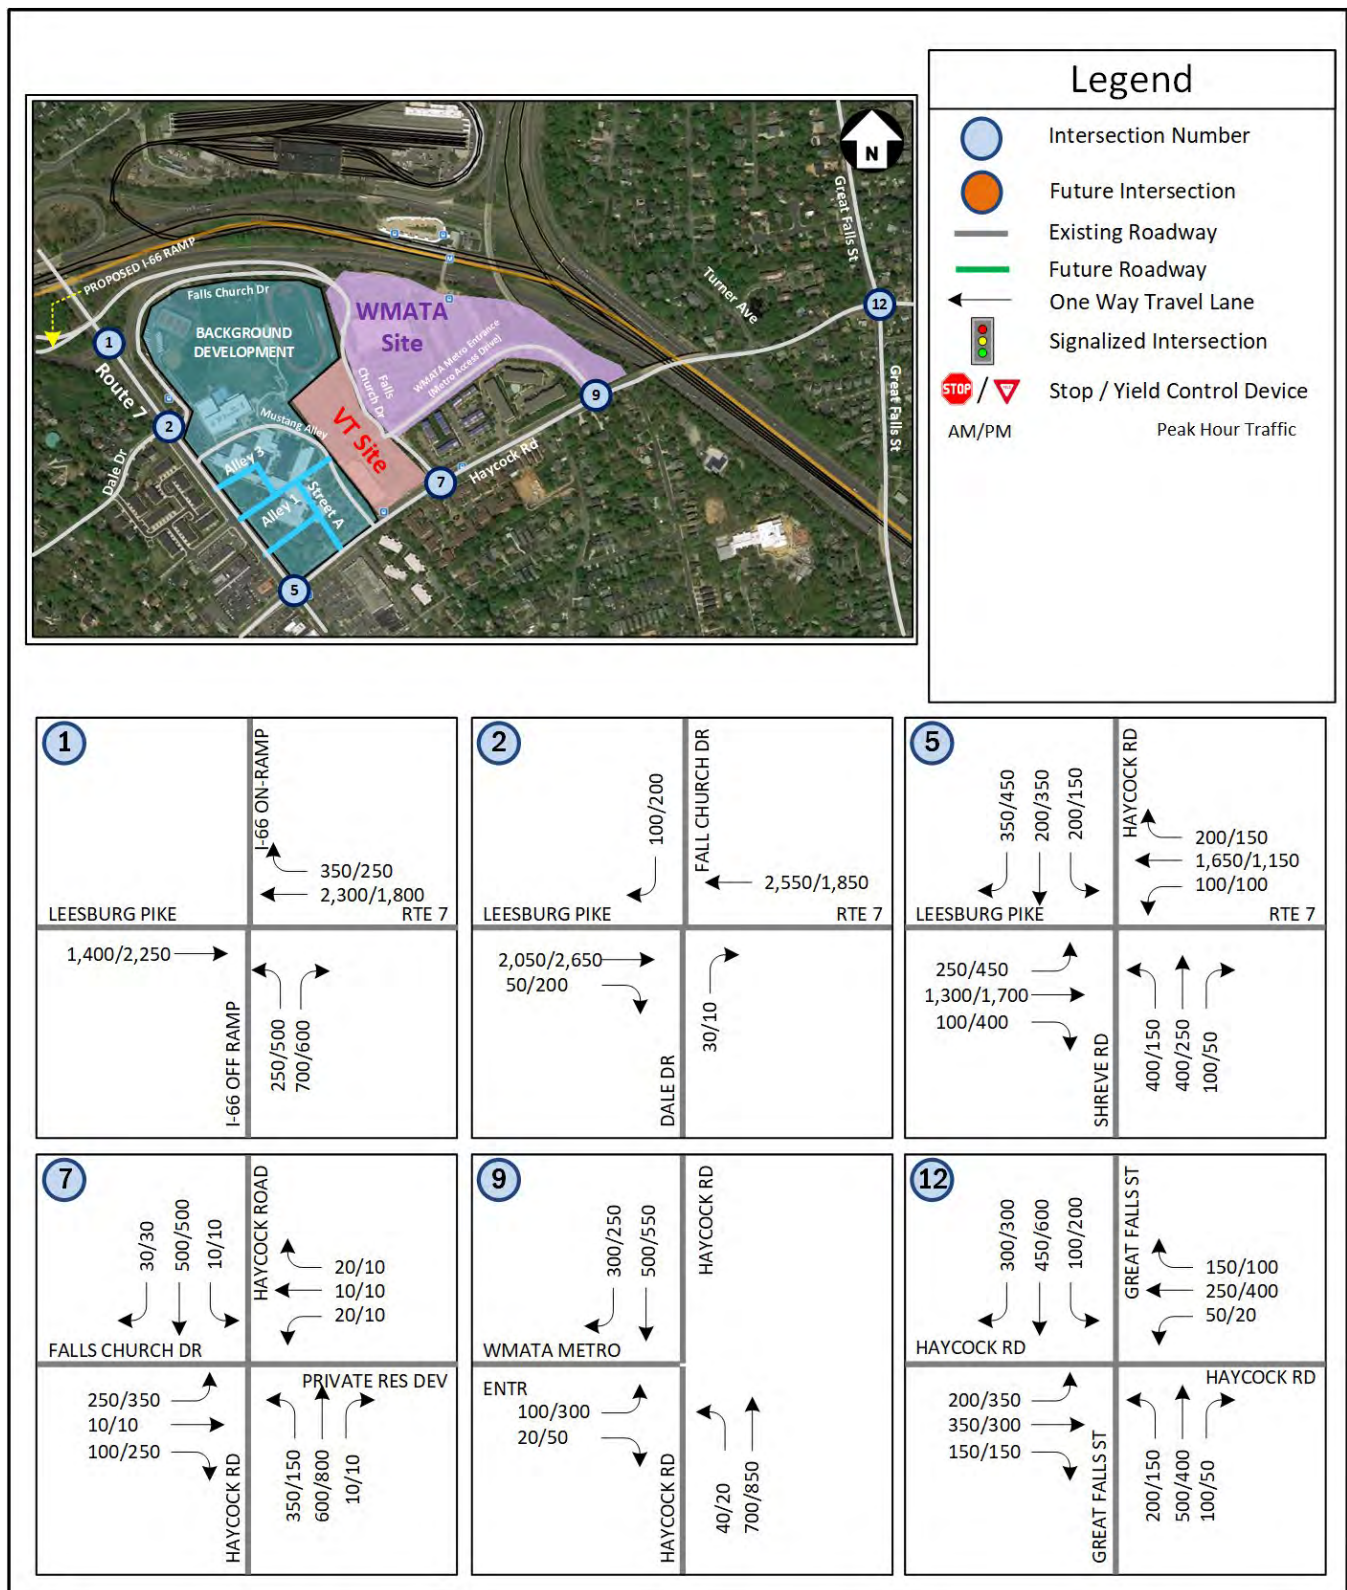 Legend
Intersection Number
Future Intersection
Existing Roadway
Future Roadway
One Way Travel Lane
Signalized Intersection
STOP / Stop / Yield Control Device
AM/PM Peak Hour Traffic
N
PROPOSED I-66 RAMP
Falls Church Dr
BACKGROUND
DEVELOPMENT
WMATA
Site
WMATA Metro Entrance
(Metro Access Drive)
Falls
Church Dr
Turner Ave
Great Falls St
Great Falls St
12
1
Route 7
2
9
Mustang Alley
VT Site
Dale Dr
Alley 3
Alley 1
Street A
7
Haycock Rd
5
1
I-66 ON-RAMP
350/250
2,300/1,800
LEESBURG PIKE
RTE 7
1,400/2,250
I-66 OFF RAMP
250/500
700/600
2
100/200
FALL CHURCH DR
2,550/1,850
LEESBURG PIKE
RTE 7
2,050/2,650
50/200
DALE DR
30/10
5
350/450
200/350
200/150
HAYCOCK RD
200/150
1,650/1,150
100/100
LEESBURG PIKE
RTE 7
250/450
1,300/1,700
100/400
SHREVE RD
400/150
400/250
100/50
7
30/30
500/500
10/10
HAYCOCK ROAD
20/10
10/10
20/10
FALLS CHURCH DR
PRIVATE RES DEV
250/350
10/10
100/250
HAYCOCK RD
350/150
600/800
10/10
9
300/250
500/550
HAYCOCK RD
WMATA METRO
ENTR
100/300
20/50
HAYCOCK RD
40/20
700/850
12
300/300
450/600
100/200
GREAT FALLS ST
150/100
250/400
50/20
HAYCOCK RD
HAYCOCK RD
200/350
350/300
150/150
GREAT FALLS ST
200/150
500/400
100/50